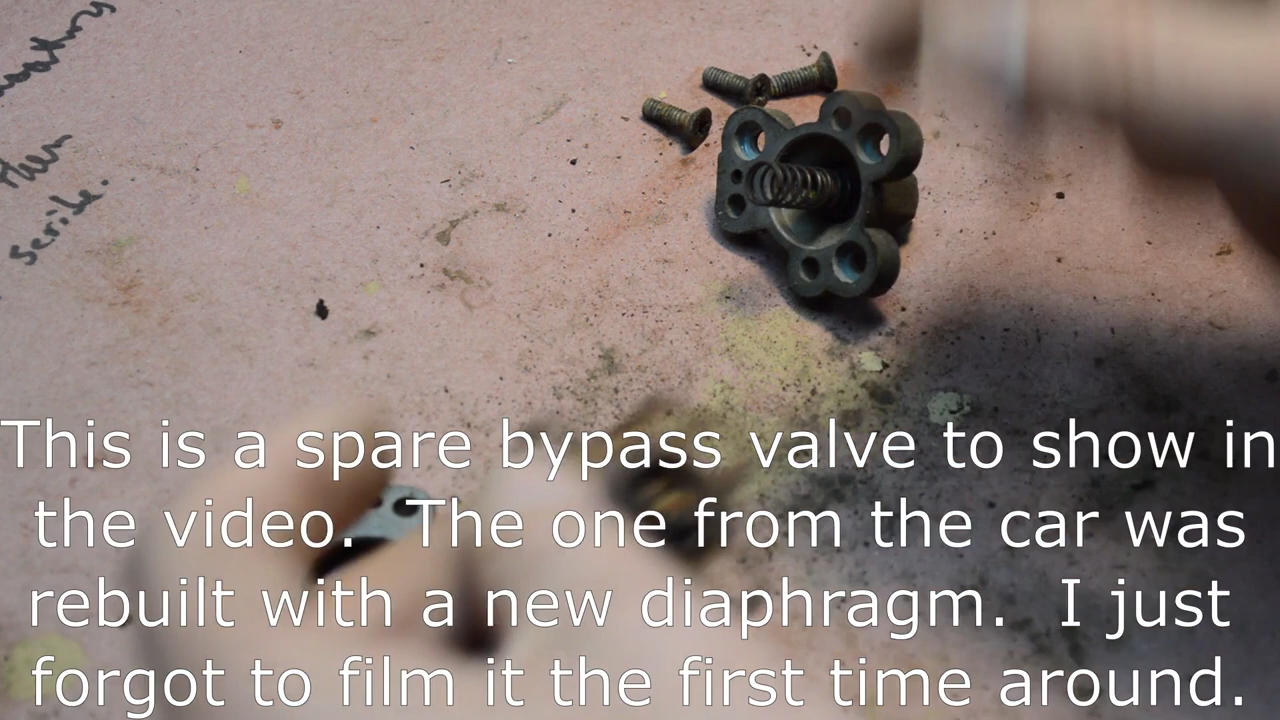 then
scribe.
This is a spare bypass valve to show in
the video. The one from the car was
rebuilt with a new diaphragm. I just
forgot to film it the first time around.